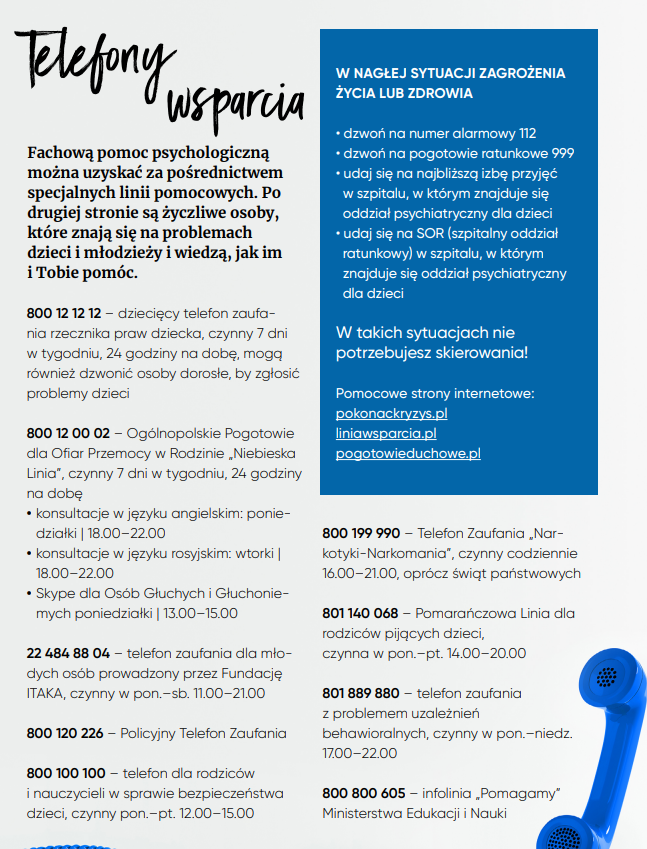 Telefony
wsparcia
Fachową pomoc psychologiczną
można uzyskać za pośrednictwem
specjalnych linii pomocowych. Po
drugiej stronie są życzliwe osoby,
które znają się na problemach
dzieci i młodzieży i wiedzą, jak im
i Tobie pomóc.
800 12 12 12 – dziecięcy telefon zaufa-
nia rzecznika praw dziecka, czynny 7 dni
w tygodniu, 24 godziny na dobę, mogą
również dzwonić osoby dorosłe, by zgłosić
problemy dzieci
800 12 00 02 – Ogólnopolskie Pogotowie
dla Ofiar Przemocy w Rodzinie „Niebieska
Linia”, czynny 7 dni w tygodniu, 24 godziny
na dobę
• konsultacje w języku angielskim: ponie-
działki | 18.00–22.00
• konsultacje w języku rosyjskim: wtorki |
18.00–22.00
• Skype dla Osób Głuchych i Głuchonie-
mych poniedziałki | 13.00–15.00
22 484 88 04 – telefon zaufania dla mło-
dych osób prowadzony przez Fundację
ITAKA, czynny w pon.–sb. 11.00–21.00
800 120 226 – Policyjny Telefon Zaufania
800 100 100 – telefon dla rodziców
i nauczycieli w sprawie bezpieczeństwa
dzieci, czynny pon.–pt. 12.00–15.00
W NAGŁEJ SYTUACJI ZAGROŻENIA
ŻYCIA LUB ZDROWIA
• dzwoń na numer alarmowy 112
• dzwoń na pogotowie ratunkowe 999
• udaj się na najbliższą izbę przyjęć
w szpitalu, w którym znajduje się
oddział psychiatryczny dla dzieci
• udaj się na SOR (szpitalny oddział
ratunkowy) w szpitalu, w którym
znajduje się oddział psychiatryczny
dla dzieci
W takich sytuacjach nie
potrzebujesz skierowania!
Pomocowe strony internetowe:
pokonackryzys.pl
liniawsparcia.pl
pogotowieduchowe.pl
800 199 990 – Telefon Zaufania „Nar-
kotyki-Narkomania”, czynny codziennie
16.00–21.00, oprócz świąt państwowych
801 140 068 – Pomarańczowa Linia dla
rodziców pijących dzieci,
czynna w pon.–pt. 14.00–20.00
801 889 880 – telefon zaufania
z problemem uzależnień
behawioralnych, czynny w pon.–niedz.
17.00–22.00
800 800 605 – infolinia „Pomagamy”
Ministerstwa Edukacji i Nauki